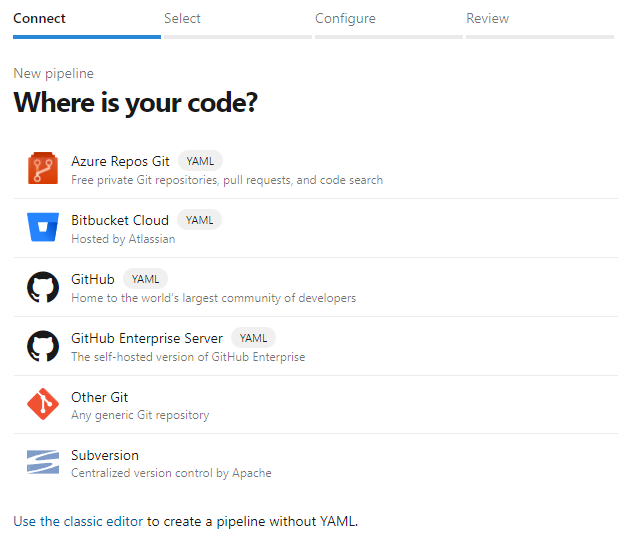 Connect Select Configure Review
New pipeline
Where is your code?
Azure Repos Git YAML
Free private Git repositories, pull requests, and code search
Bitbucket Cloud YAML
Hosted by Atlassian
GitHub YAML
Home to the world's largest community of developers
GitHub Enterprise Server YAML
The self-hosted version of GitHub Enterprise
Other Git
Any generic Git repository
Subversion
Centralized version control by Apache
Use the classic editor to create a pipeline without YAML.